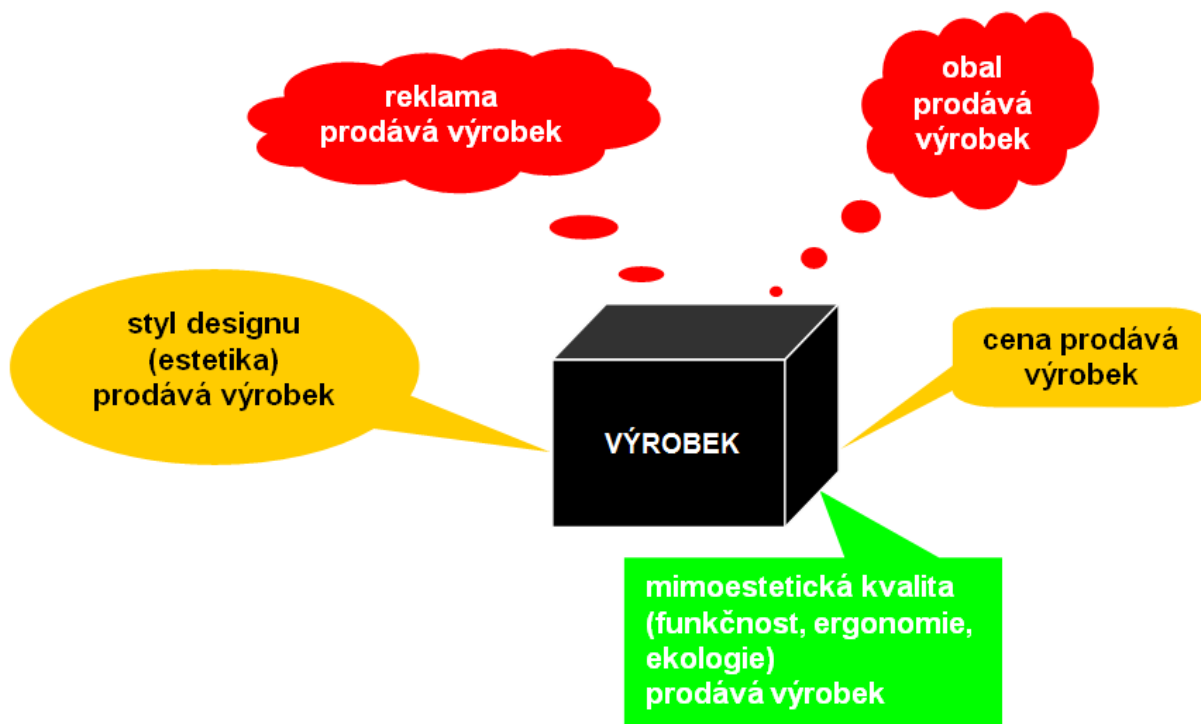 reklama
prodává výrobek
obal
prodává
výrobek
styl designu
(estetika)
prodává výrobek
cena prodává
výrobek
VÝROBEK
mimoestetická kvalita
(funkčnost, ergonomie,
ekologie)
prodává výrobek